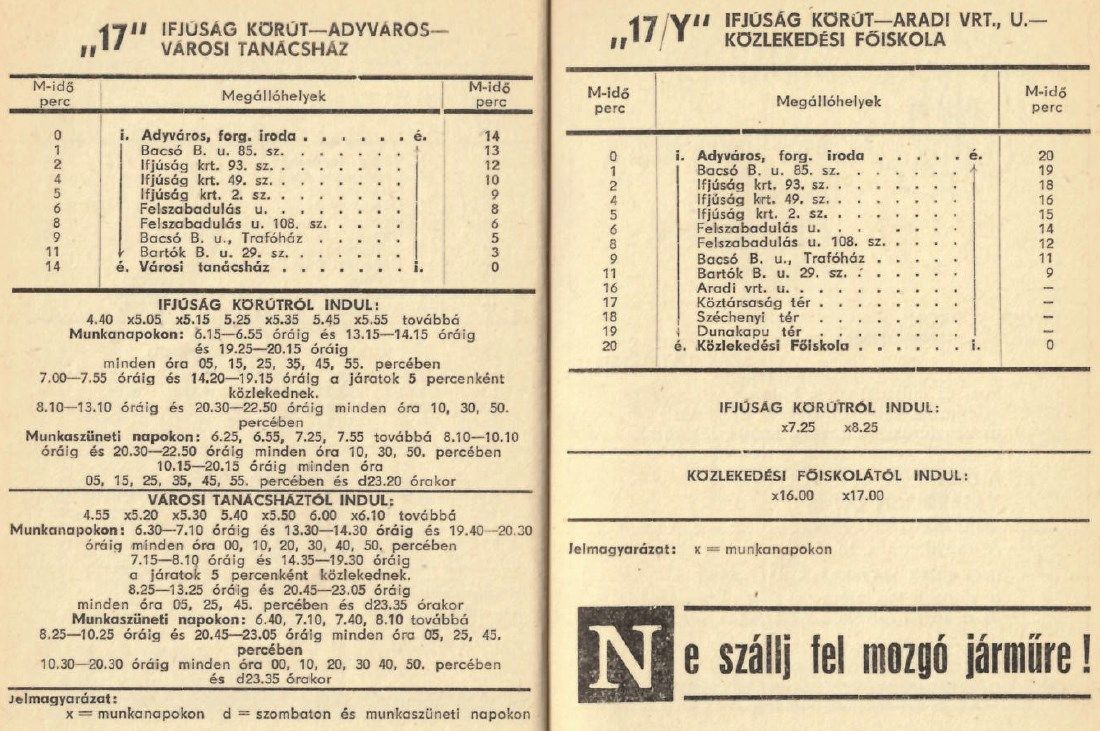 „17" IFJÚSÁG KÖRÚT—ADYVÁROS—
VÁROSI TANÁCSHÁZ
M-idő perc Megállóhelyek M-idő perc
0 i. Adyváros, forg. iroda . . . . . . é. 14
1 Bacsó B. u. 85. sz. . . . . . . 13
2 Ifjúság krt. 93. sz. . . . . . . 12
4 Ifjúság krt. 49. sz. . . . . . . 10
5 Ifjúság krt. 2. sz. . . . . . . 9
6 Felszabadulás u. . . . . . . 8
8 Felszabadulás u. 108. sz. . . . . 6
9 Bacsó B. u., Trafóház . . . . . 5
11 Bartók B. u. 29. sz. . . . . . 3
14 é. Városi tanácsház . . . . . . . i. 0
IFJÚSÁG KÖRÚTRÓL INDUL:
4.40 x5.05 x5.15 5.25 x5.35 5.45 x5.55 továbbá
Munkanapokon: 6.15—6.55 óráig és 13.15—14.15 óráig
és 19.25—20.15 óráig
minden óra 05, 15, 25, 35, 45, 55. percében
7.00—7.55 óráig és 14.20—19.15 óráig a járatok 5 percenként
közlekednek.
8.10—13.10 óráig és 20.30—22.50 óráig minden óra 10, 30, 50.
percében
Munkaszüneti napokon: 6.25, 6.55, 7.25, 7.55 továbbá 8.10—10.10
óráig és 20.30—22.50 óráig minden óra 10, 30, 50. percében
10.15—20.15 óráig minden óra
05, 15, 25, 35, 45, 55. percében és d23.20 órakor
VÁROSI TANÁCSHÁZTÓL INDUL:
4.55 x5.20 x5.30 5.40 x5.50 6.00 x6.10 továbbá
Munkanapokon: 6.30—7.10 óráig és 13.30—14.30 óráig és 19.40—20.30
óráig minden óra 00, 10, 20, 30, 40, 50. percében
7.15—8.10 óráig és 14.35—19.30 óráig
a járatok 5 percenként közlekednek.
8.25—13.25 óráig és 20.45—23.05 óráig
minden óra 05, 25, 45. percében és d23.35 órakor
Munkaszüneti napokon: 6.40, 7.10, 7.40, 8.10 továbbá
8.25—10.25 óráig és 20.45—23.05 óráig minden óra 05, 25, 45.
percében
10.30—20.30 óráig minden óra 00, 10, 20, 30 40, 50. percében
és d23.35 órakor
Jelmagyarázat:
x = munkanapokon d = szombaton és munkaszüneti napokon
„17/Y" IFJÚSÁG KÖRÚT—ARADI VRT., U.—
KÖZLEKEDÉSI FŐISKOLA
M-idő perc Megállóhelyek M-idő perc
0 i. Adyváros, forg. iroda . . . . . é. 20
1 Bacsó B. u. 85. sz. . . . . . 19
2 Ifjúság krt. 93. sz. . . . . . 18
4 Ifjúság krt. 49. sz. . . . . . 16
5 Ifjúság krt. 2. sz. . . . . . 15
6 Felszabadulás u. . . . . . 14
8 Felszabadulás u. 108. sz. . . . . 12
9 Bacsó B. u., Trafóház . . . . . 11
11 Bartók B. u. 29. sz. . . . . . 9
16 Aradi vrt. u. . . . . . . —
17 Köztársaság tér . . . . . . —
18 Széchenyi tér . . . . . . —
19 Dunakapu tér . . . . . . —
20 é. Közlekedési Főiskola . . . . . . i. 0
IFJÚSÁG KÖRÚTRÓL INDUL:
x7.25 x8.25
KÖZLEKEDÉSI FŐISKOLÁTÓL INDUL:
x16.00 x17.00
Jelmagyarázat: x = munkanapokon
Ne szállj fel mozgó járműre!